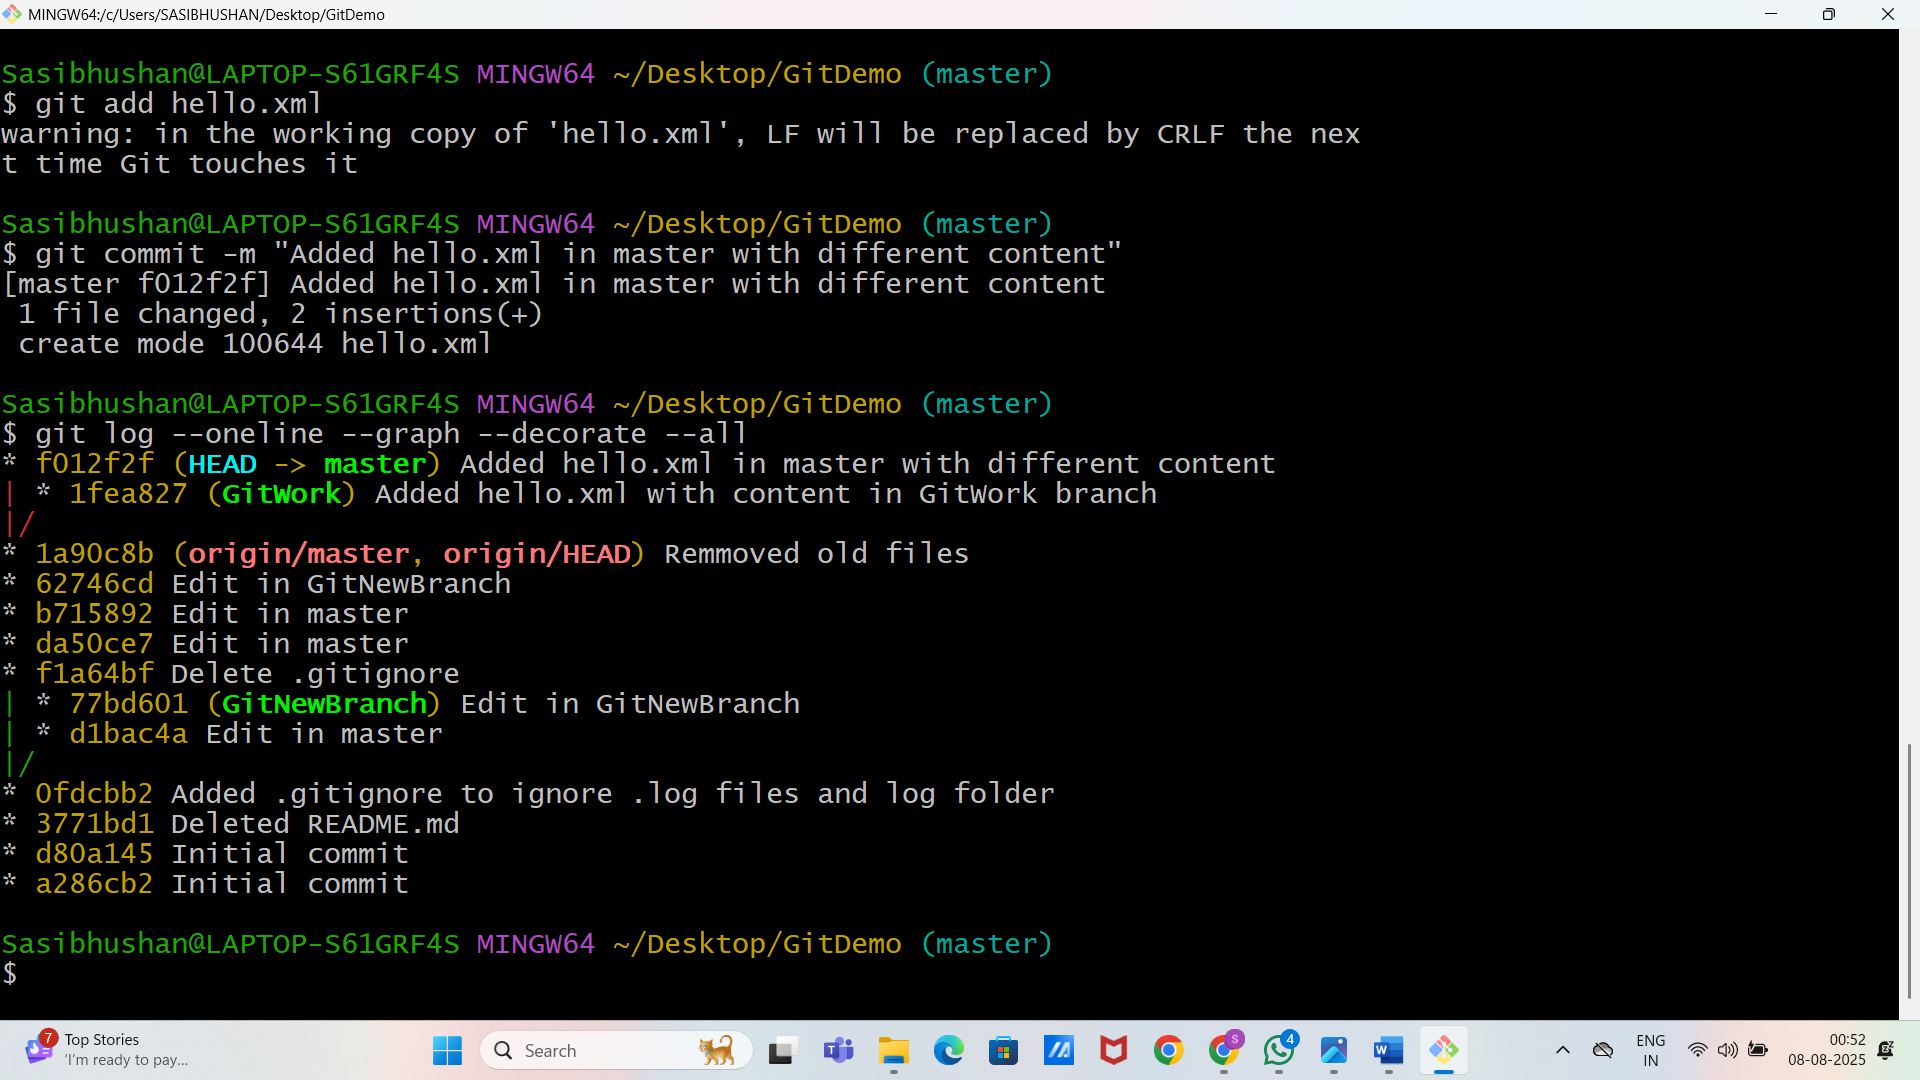 MINGW64:/c/Users/SASIBHUSHAN/Desktop/GitDemo
Sasibhushan@LAPTOP-S61GRF4S MINGW64 ~/Desktop/GitDemo (master)
$ git add hello.xml
warning: in the working copy of 'hello.xml', LF will be replaced by CRLF the nex
t time Git touches it
Sasibhushan@LAPTOP-S61GRF4S MINGW64 ~/Desktop/GitDemo (master)
$ git commit -m "Added hello.xml in master with different content"
[master f012f2f] Added hello.xml in master with different content
 1 file changed, 2 insertions(+)
 create mode 100644 hello.xml
Sasibhushan@LAPTOP-S61GRF4S MINGW64 ~/Desktop/GitDemo (master)
$ git log --oneline --graph --decorate --all
* f012f2f (HEAD -> master) Added hello.xml in master with different content
| * 1fea827 (GitWork) Added hello.xml with content in GitWork branch
|/
* 1a90c8b (origin/master, origin/HEAD) Remmoved old files
* 62746cd Edit in GitNewBranch
* b715892 Edit in master
* da50ce7 Edit in master
* f1a64bf Delete .gitignore
| * 77bd601 (GitNewBranch) Edit in GitNewBranch
| * d1bac4a Edit in master
|/
* 0fdcbb2 Added .gitignore to ignore .log files and log folder
* 3771bd1 Deleted README.md
* d80a145 Initial commit
* a286cb2 Initial commit
Sasibhushan@LAPTOP-S61GRF4S MINGW64 ~/Desktop/GitDemo (master)
$
7
Top Stories
'I'm ready to pay...
Search
S
4
ENG
IN
00:52
08-08-2025